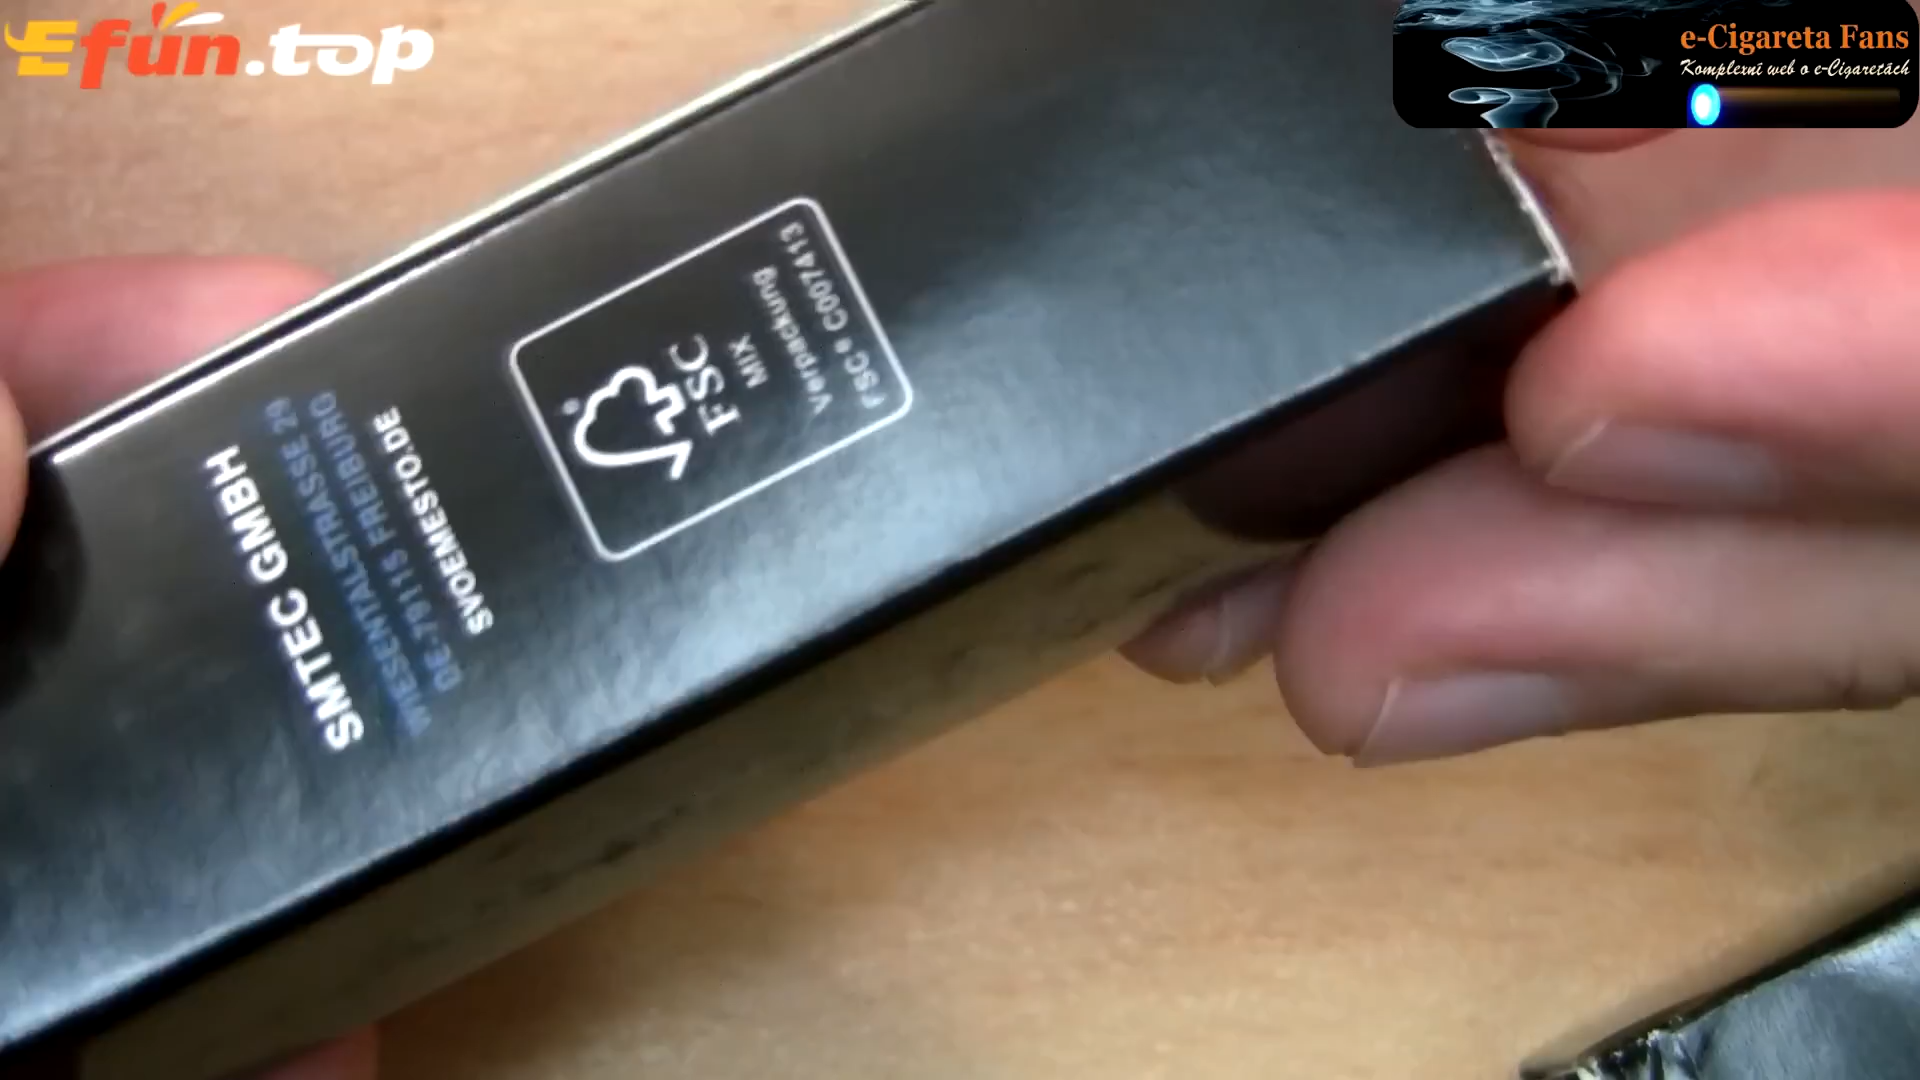 Efun.top
e-Cigareta Fans
Komplexní web o e-Cigaretách
SMTEC GMBH
WIESENTALSTRASSE 29
DE-79115 FREIBURG
SVOEMESTO.DE
FSC
MIX
Verpackung
FSC® C007413